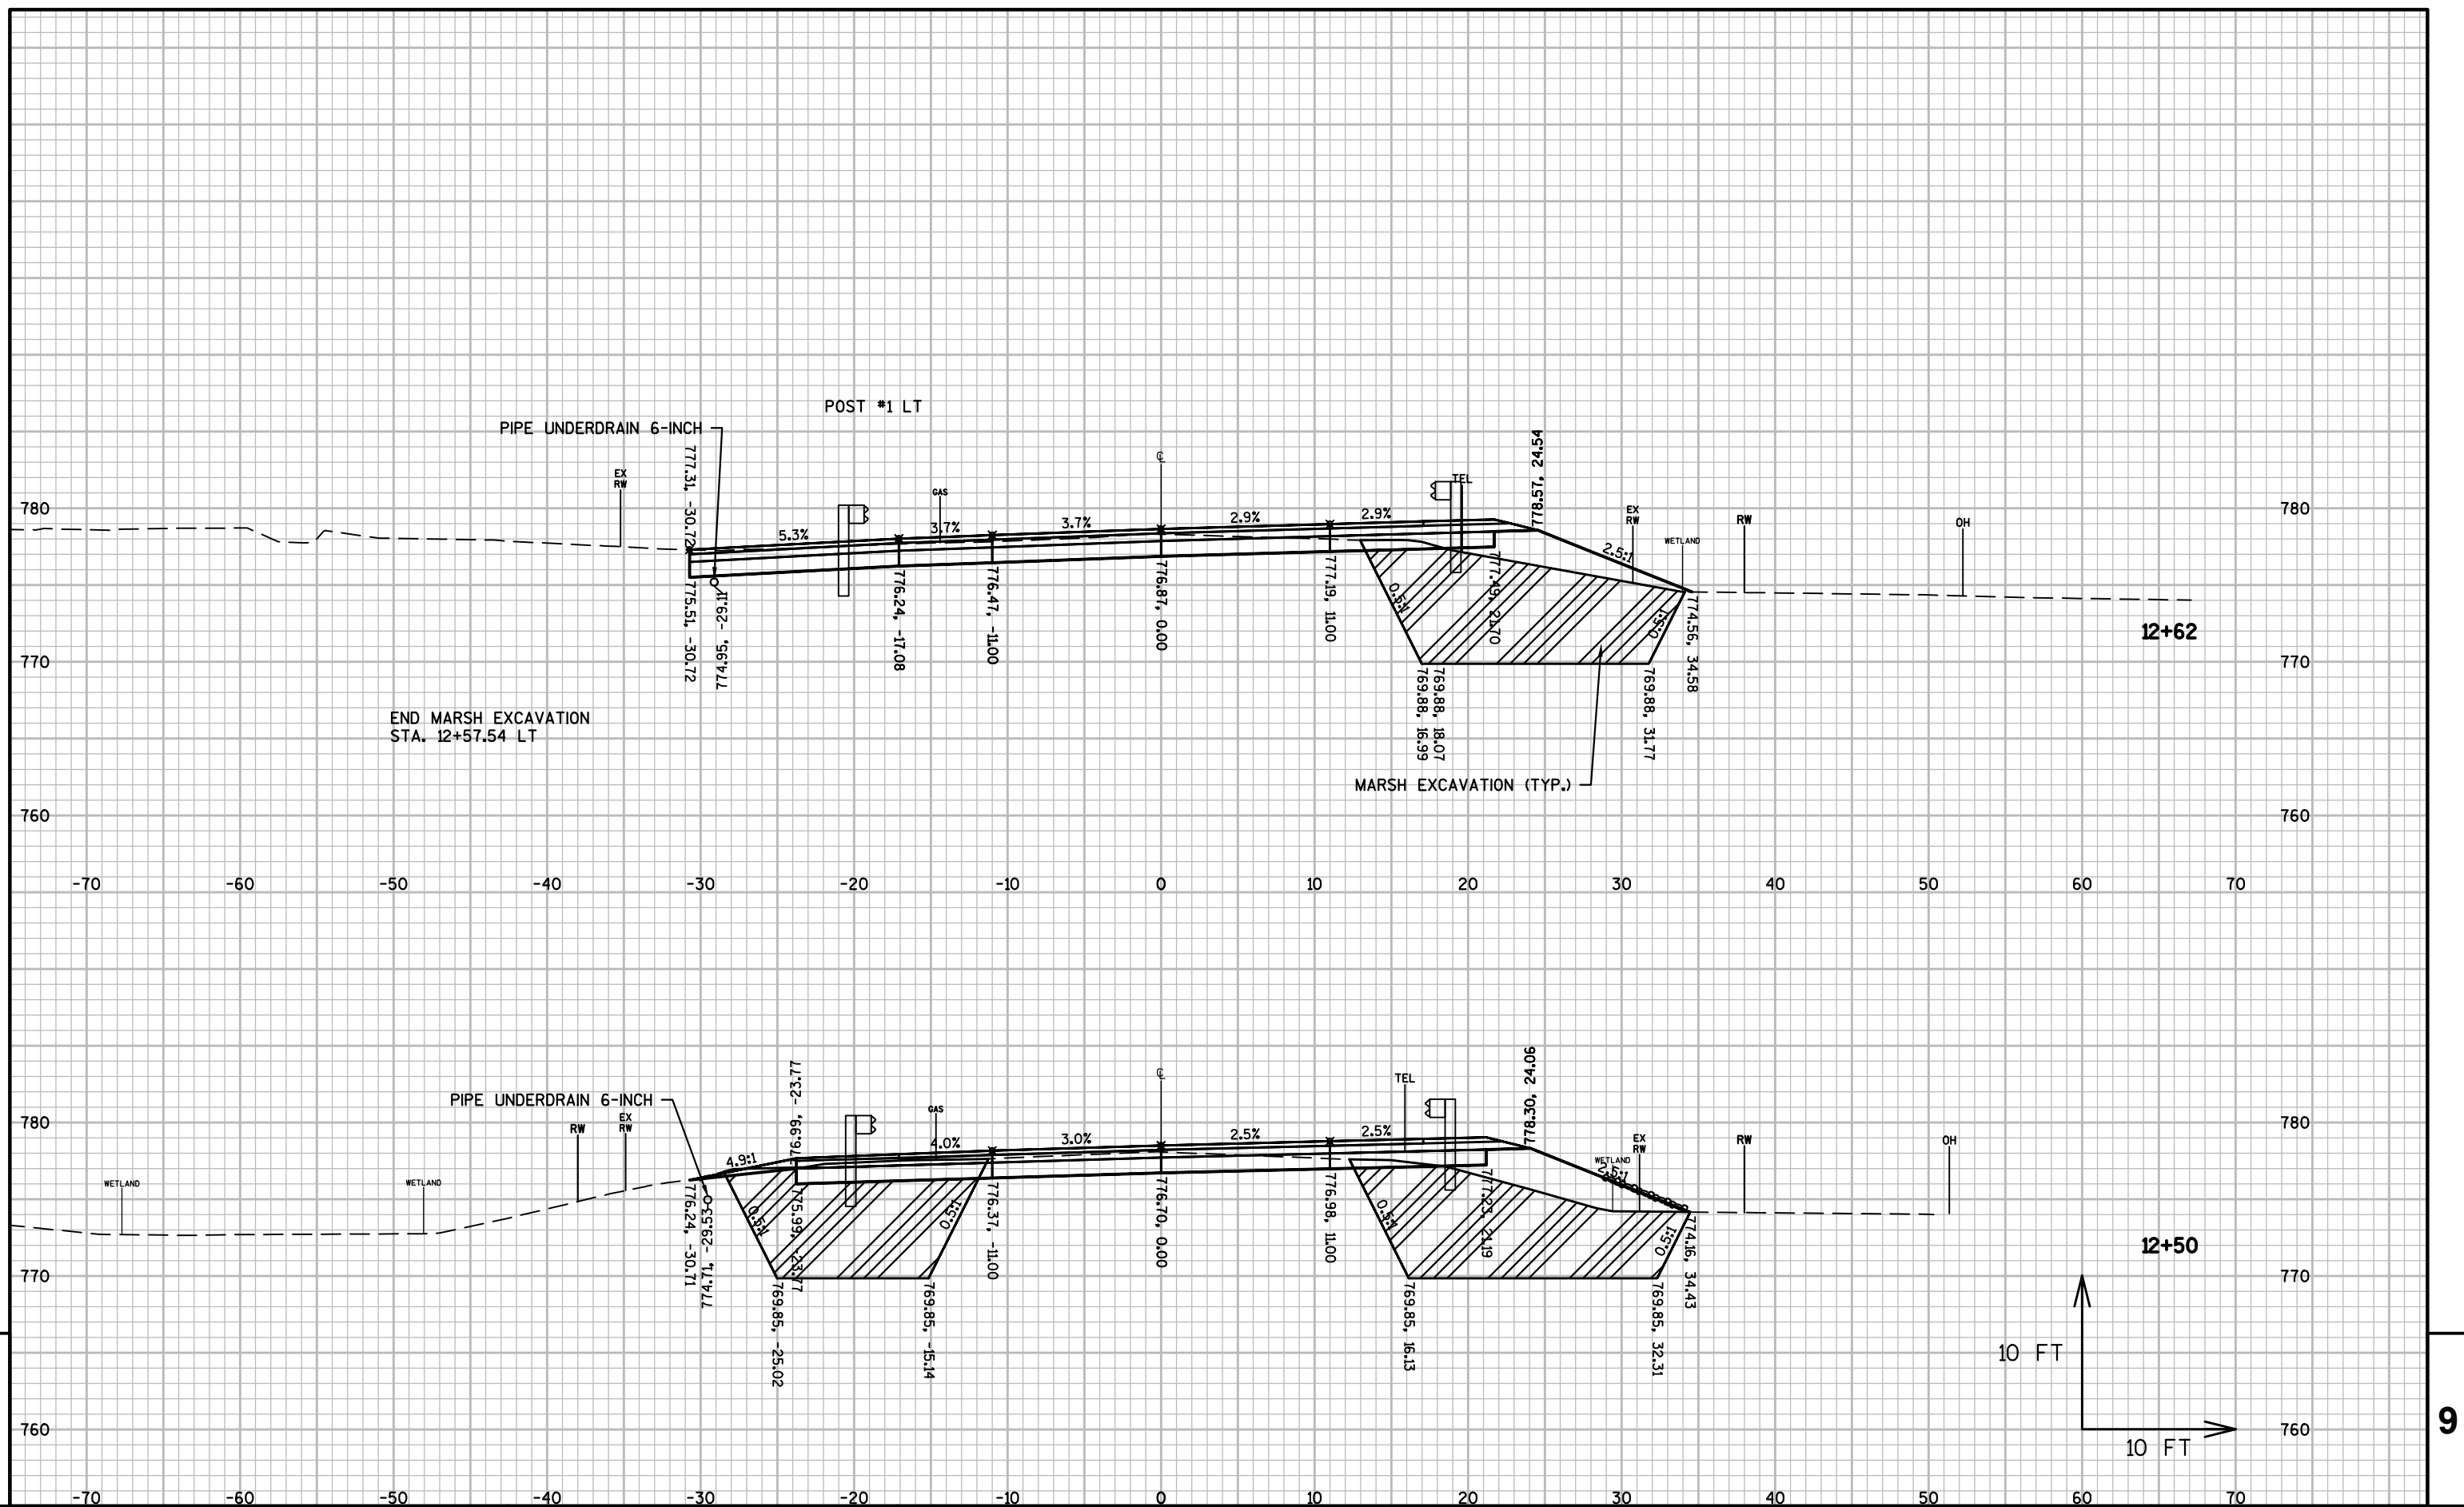 POST #1 LT
PIPE UNDERDRAIN 6-INCH
EX
RW
777.31, -30.72
GAS
℄
TEL
778.57, 24.54
EX
RW
RW
WETLAND
OH
780
780
5.3%
3.7%
3.7%
2.9%
2.9%
2.5:1
0.5:1
0.5:1
775.51, -30.72
774.95, -29.11
776.24, -17.08
776.47, -11.00
776.87, 0.00
777.19, 11.00
777.49, 21.70
774.56, 34.58
12+62
770
770
769.88, 16.99
769.88, 18.07
769.88, 31.77
END MARSH EXCAVATION
STA. 12+57.54 LT
MARSH EXCAVATION (TYP.)
760
760
-70 -60 -50 -40 -30 -20 -10 0 10 20 30 40 50 60 70
PIPE UNDERDRAIN 6-INCH
776.99, -23.77
℄
TEL
778.30, 24.06
GAS
EX
RW
RW
EX
RW
RW
OH
780
780
WETLAND
WETLAND
WETLAND
4.9:1
4.0%
3.0%
2.5%
2.5%
2.5:1
0.5:1
0.5:1
0.5:1
0.5:1
776.24, -30.71
774.71, -29.53
775.99, -23.77
776.37, -11.00
776.70, 0.00
776.98, 11.00
777.23, 21.19
774.16, 34.43
12+50
770
770
769.85, -25.02
769.85, -15.14
769.85, 16.13
769.85, 32.31
10 FT
10 FT
760
760
9
-70 -60 -50 -40 -30 -20 -10 0 10 20 30 40 50 60 70